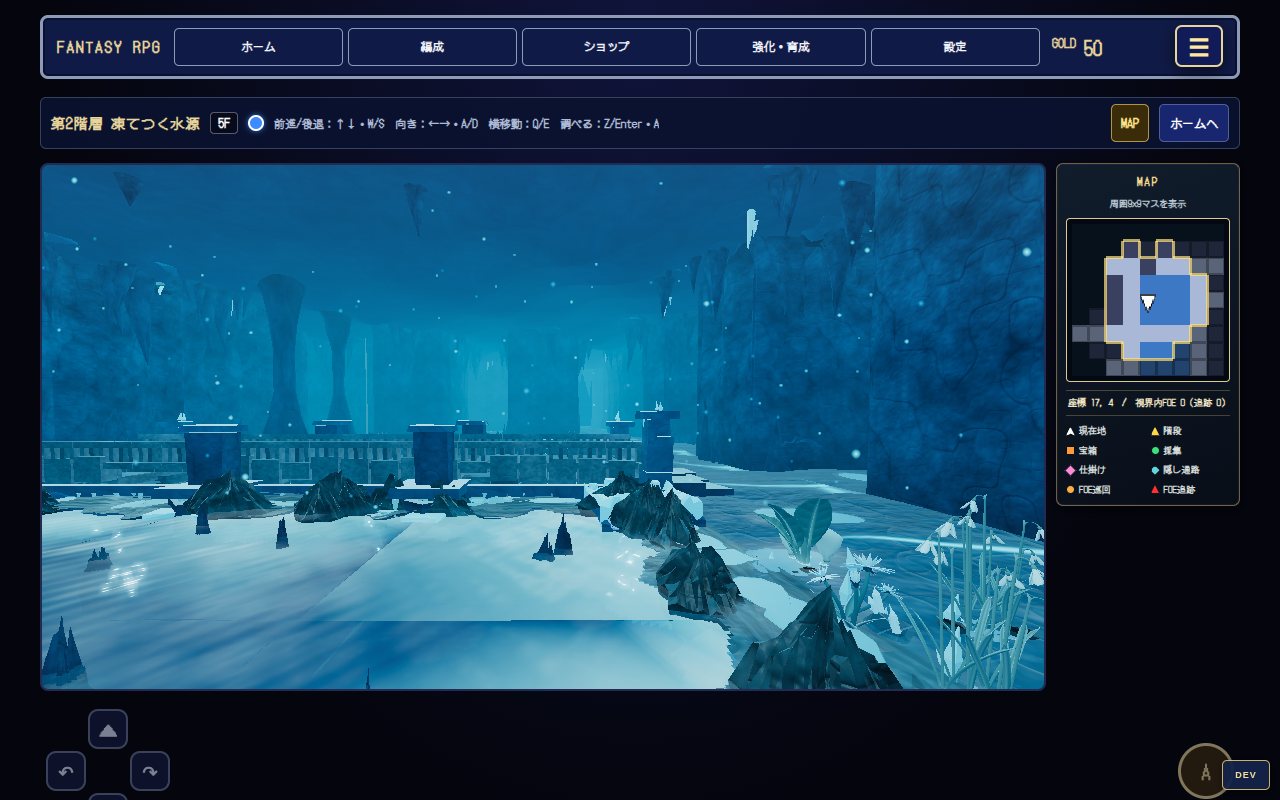 FANTASY RPG ホーム 編成 ショップ 強化・育成 設定 GOLD 50
第2階層 凍てつく水源 5F 前進/後退：↑↓・W/S 向き：←→・A/D 横移動：Q/E 調べる：Z/Enter・A MAP ホームへ
MAP
周囲9x9マスを表示
座標 17, 4 / 視界内FOE 0 (追跡 0)
現在地 階段
宝箱 採集
仕掛け 隠し通路
FOE巡回 FOE追跡
A DEV